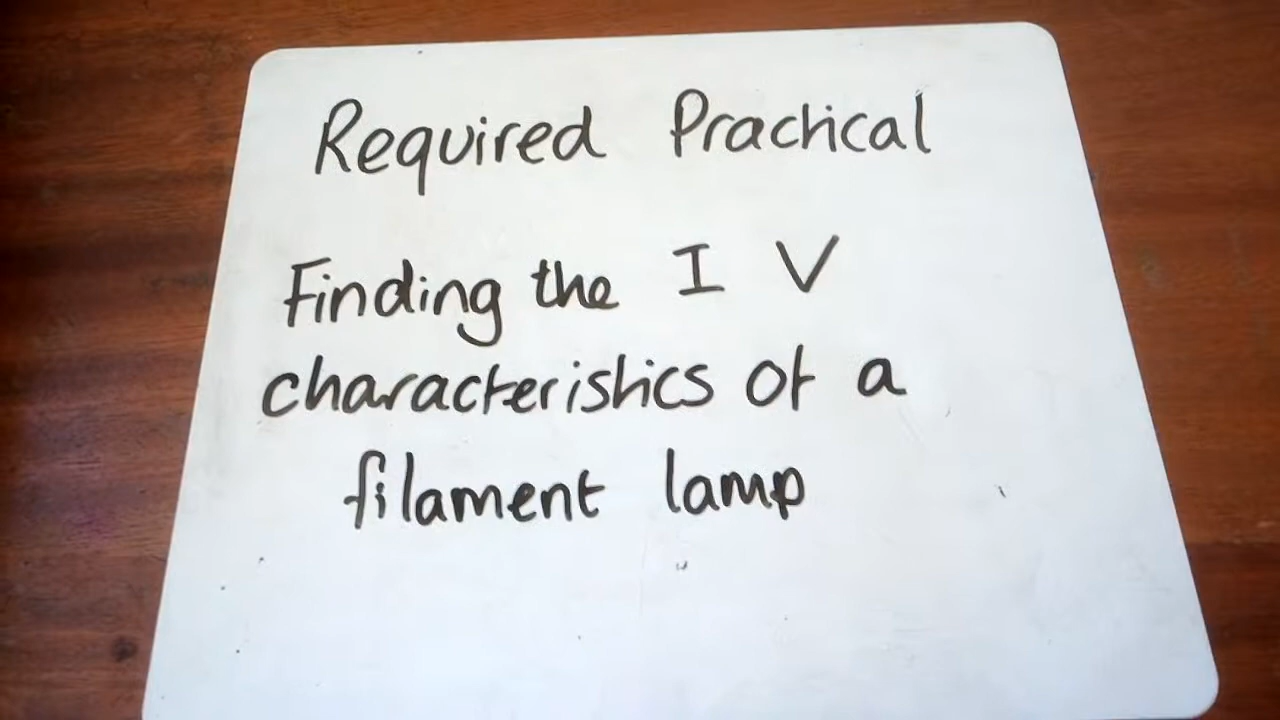 Required Practical
Finding the I V
characteristics of a
filament lamp